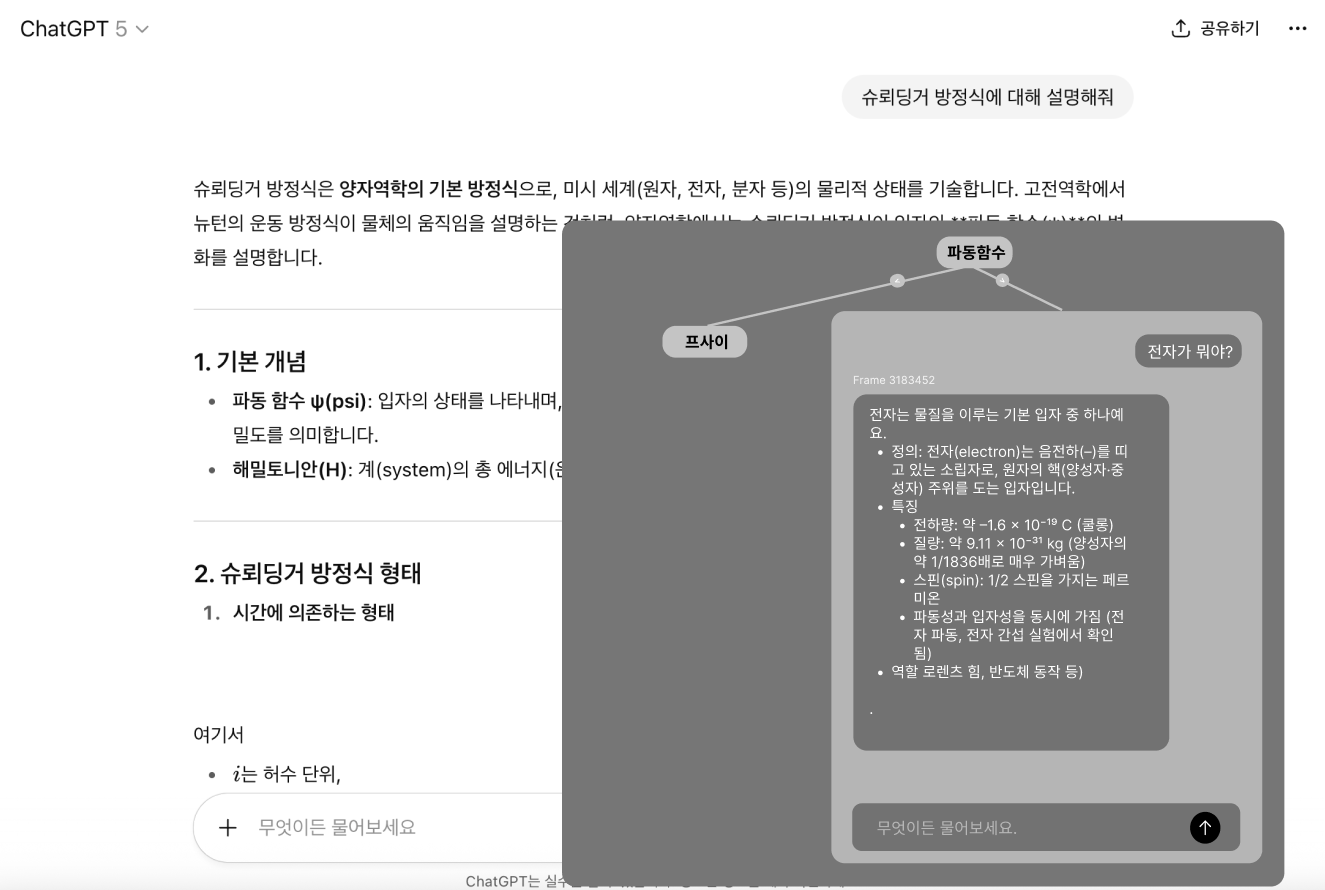 ChatGPT 5
공유하기
슈뢰딩거 방정식에 대해 설명해줘
슈뢰딩거 방정식은 양자역학의 기본 방정식으로, 미시 세계(원자, 전자, 분자 등)의 물리적 상태를 기술합니다. 고전역학에서
뉴턴의 운동 방정식이 물체의 움직임을 설명하는
화를 설명합니다.
1. 기본 개념
• 파동 함수 ψ(psi): 입자의 상태를 나타내며,
밀도를 의미합니다.
• 해밀토니안(H): 계(system)의 총 에너지(운
2. 슈뢰딩거 방정식 형태
1. 시간에 의존하는 형태
여기서
• i는 허수 단위,
무엇이든 물어보세요
ChatGPT는
파동함수
프사이
전자가 뭐야?
Frame 3183452
전자는 물질을 이루는 기본 입자 중 하나예
요.
• 정의: 전자(electron)는 음전하(–)를 띠
고 있는 소립자로, 원자의 핵(양성자·중
성자) 주위를 도는 입자입니다.
• 특징
• 전하량: 약 –1.6 × 10⁻¹⁹ C (쿨롱)
• 질량: 약 9.11 × 10⁻³¹ kg (양성자의
약 1/1836배로 매우 가벼움)
• 스핀(spin): 1/2 스핀을 가지는 페르
미온
• 파동성과 입자성을 동시에 가짐 (전
자 파동, 전자 간섭 실험에서 확인
됨)
• 역할 로렌츠 힘, 반도체 동작 등)
.
무엇이든 물어보세요.